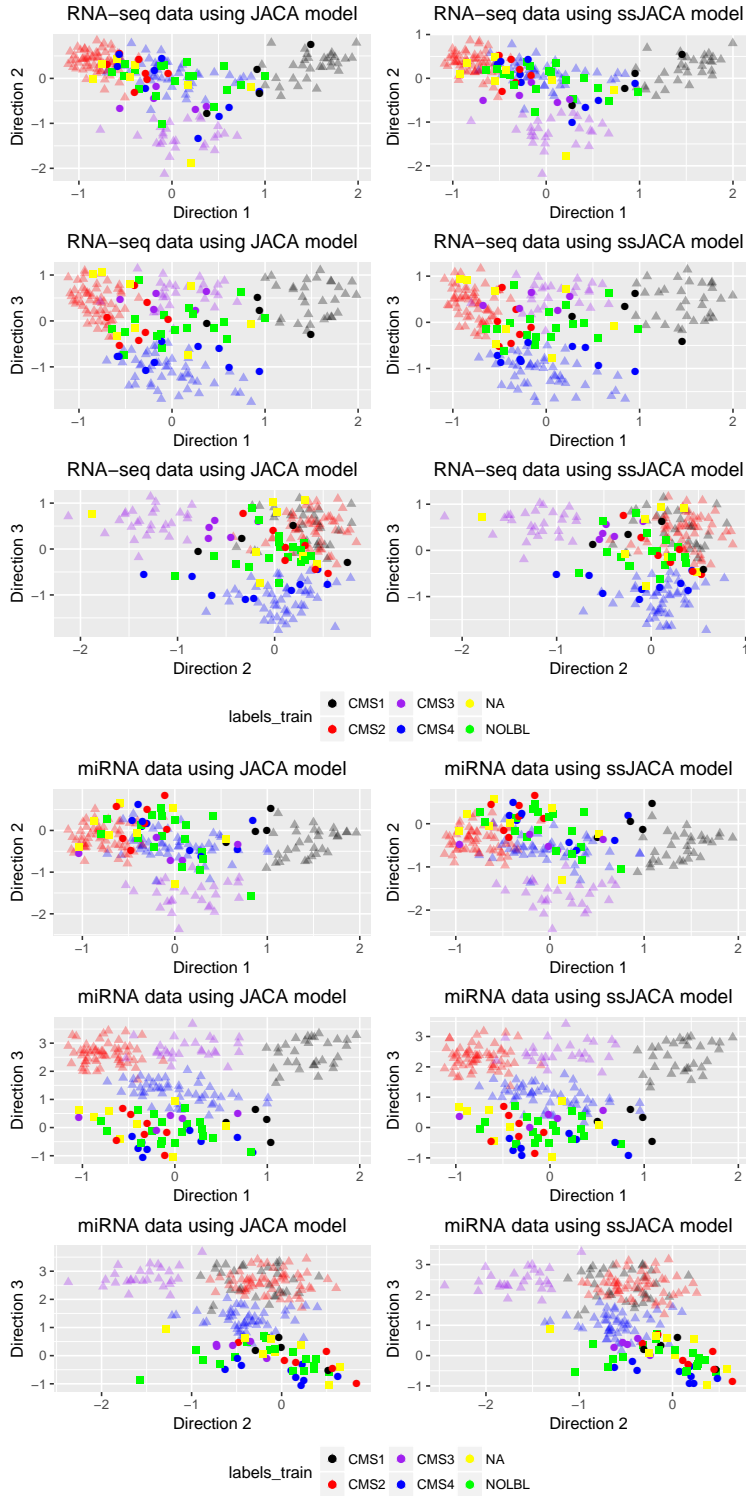 RNA−seq data using JACA model
RNA−seq data using ssJACA model
Direction 2
0
−1
−2
−1
0
1
2
Direction 1
Direction 2
1
0
−1
−2
−1
0
1
2
Direction 1
RNA−seq data using JACA model
RNA−seq data using ssJACA model
Direction 3
1
0
−1
−1
0
1
2
Direction 1
Direction 3
1
0
−1
−1
0
1
2
Direction 1
RNA−seq data using JACA model
RNA−seq data using ssJACA model
Direction 3
1
0
−1
−2
−1
0
Direction 2
Direction 3
1
0
−1
−2
−1
0
1
Direction 2
labels_train
CMS1
CMS3
NA
CMS2
CMS4
NOLBL
miRNA data using JACA model
miRNA data using ssJACA model
Direction 2
0
−1
−2
−1
0
1
2
Direction 1
Direction 2
0
−1
−2
−1
0
1
2
Direction 1
miRNA data using JACA model
miRNA data using ssJACA model
Direction 3
3
2
1
0
−1
−1
0
1
2
Direction 1
Direction 3
3
2
1
0
−1
−1
0
1
2
Direction 1
miRNA data using JACA model
miRNA data using ssJACA model
Direction 3
3
2
1
0
−1
−2
−1
0
Direction 2
Direction 3
3
2
1
0
−1
−2
−1
0
Direction 2
labels_train
CMS1
CMS3
NA
CMS2
CMS4
NOLBL